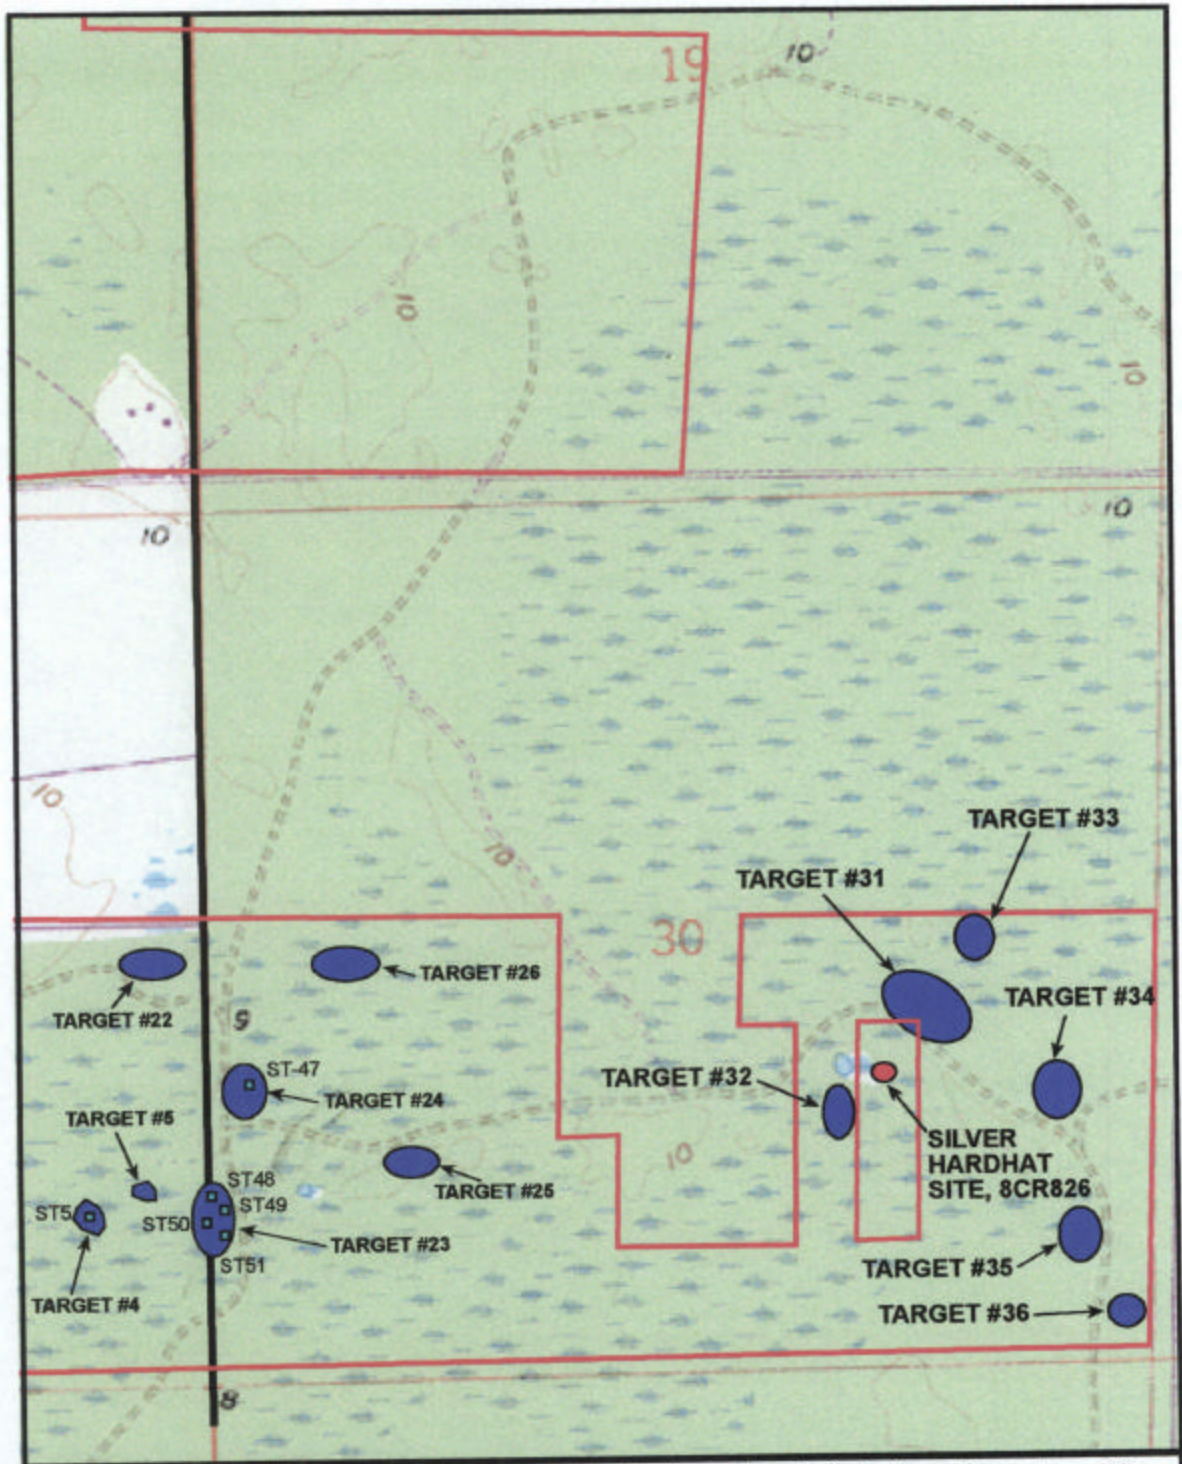 19
10
10
10
10
10
10
TARGET #33
TARGET #31
10
30
TARGET #26
TARGET #34
TARGET #22
9
ST-47
TARGET #32
TARGET #24
TARGET #5
SILVER
HARDHAT
SITE, 8CR826
10
ST48
TARGET #25
ST49
ST5
ST50
TARGET #23
ST51
TARGET #35
TARGET #4
TARGET #36
8